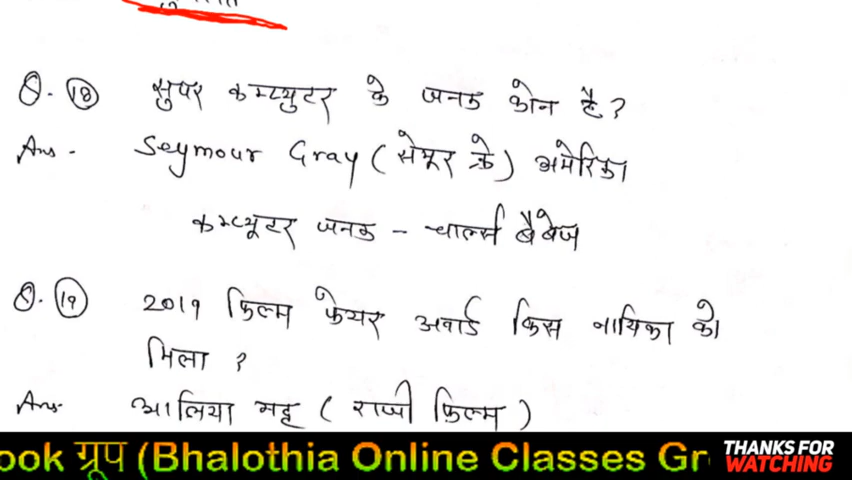 Q. 18 सुपर कम्प्युटर के जनक कोन है ?
Ans. Seymour Gray (सेमूर क्रे) अमेरिका
कम्प्यूटर जनक - चार्ल्स बैबेज
Q. 19 2019 फिल्म फेयर अवार्ड किस नायिका को
मिला ?
Ans. आलिया भट्ट ( राजी फिल्म )
ook ग्रुप (Bhalothia Online Classes Gr
THANKS FOR
WATCHING